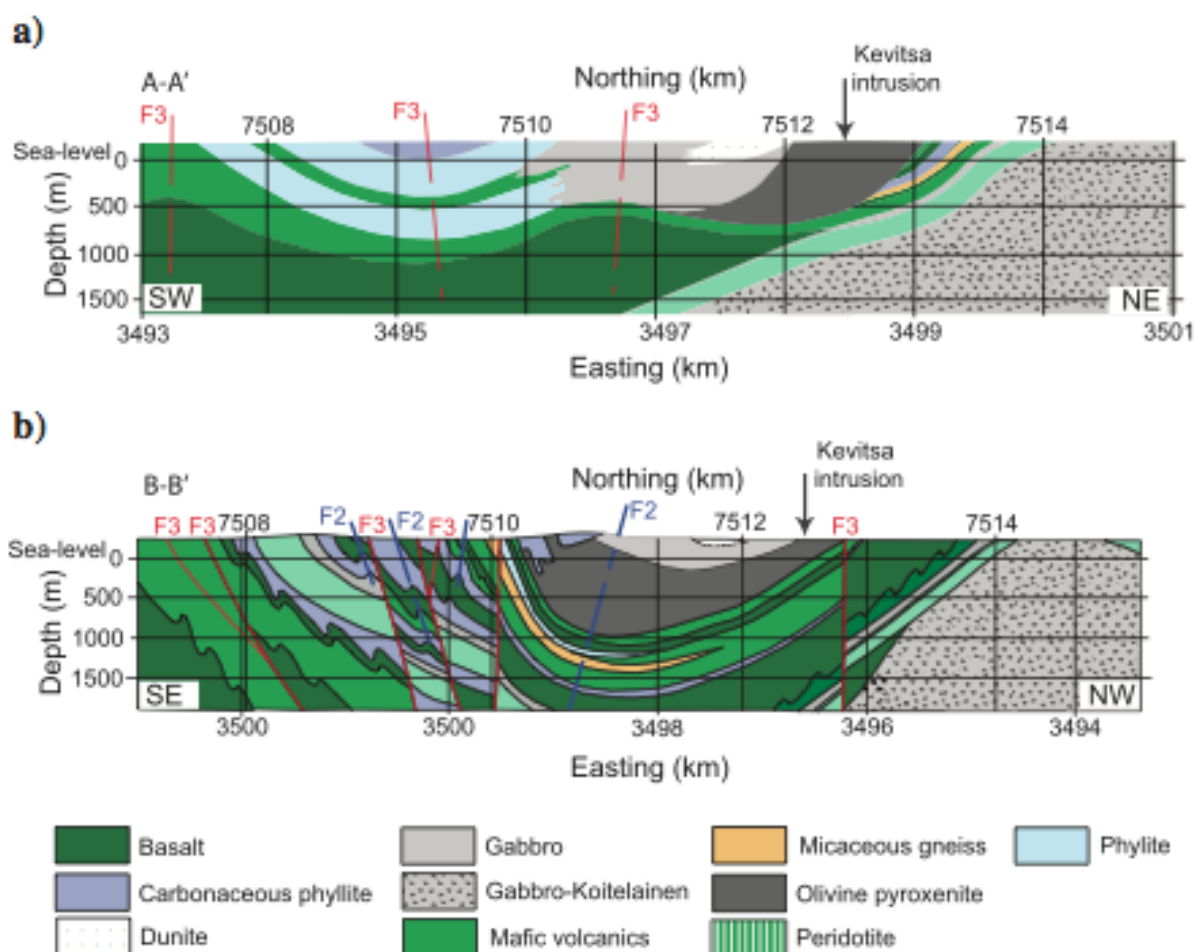 a)
Kevitsa
intrusion
A-A'
Northing (km)
F3 7508 F3 7510 F3 7512 7514
Sea-level 0
500
1000
1500
Depth (m)
SW NE
3493 3495 3497 3499 3501
Easting (km)
b)
Kevitsa
intrusion
B-B'
Northing (km)
F3 F3 7508 F2 F3 F2 F3 7510 F2 7512 F3 7514
Sea-level 0
500
1000
1500
Depth (m)
SE NW
3500 3500 3498 3496 3494
Easting (km)
Basalt Gabbro Micaceous gneiss Phylite
Carbonaceous phyllite Gabbro-Koitelainen Olivine pyroxenite
Dunite Mafic volcanics Peridotite